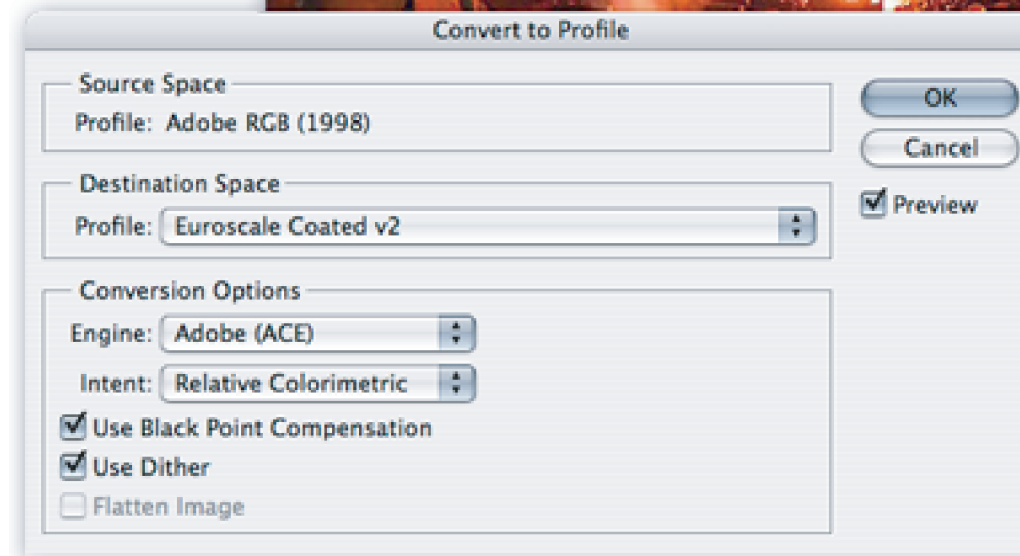 Convert to Profile
Source Space
Profile: Adobe RGB (1998)
OK
Cancel
Destination Space
Profile: Euroscale Coated v2
Preview
Conversion Options
Engine: Adobe (ACE)
Intent: Relative Colorimetric
Use Black Point Compensation
Use Dither
Flatten Image